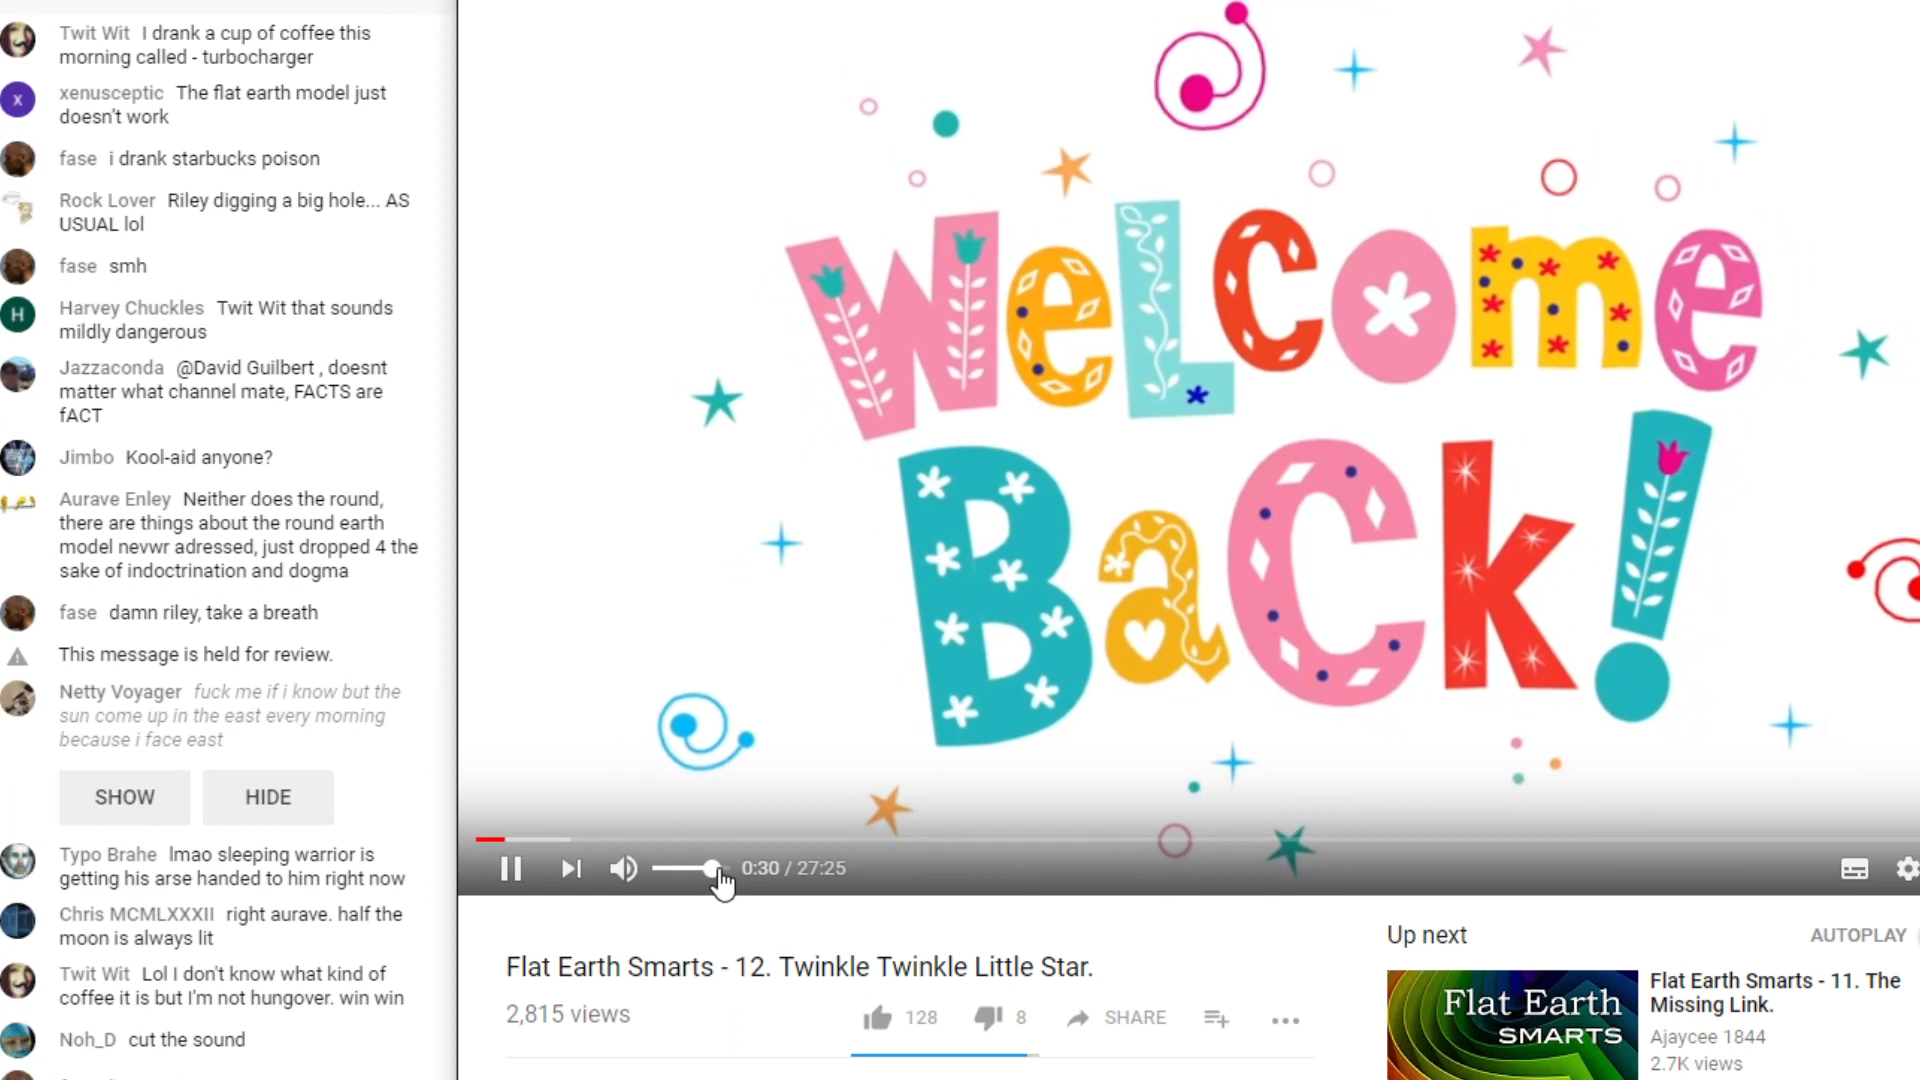 Twit Wit I drank a cup of coffee this
morning called - turbocharger
x
xenusceptic The flat earth model just
doesn't work
fase i drank starbucks poison
Rock Lover Riley digging a big hole... AS
USUAL lol
fase smh
H
Harvey Chuckles Twit Wit that sounds
mildly dangerous
Jazzaconda @David Guilbert , doesnt
matter what channel mate, FACTS are
fACT
Jimbo Kool-aid anyone?
Aurave Enley Neither does the round,
there are things about the round earth
model nevwr adressed, just dropped 4 the
sake of indoctrination and dogma
fase damn riley, take a breath
This message is held for review.
Netty Voyager fuck me if i know but the
sun come up in the east every morning
because i face east
SHOW HIDE
Typo Brahe lmao sleeping warrior is
getting his arse handed to him right now
Chris MCMLXXXII right aurave. half the
moon is always lit
Twit Wit Lol I don't know what kind of
coffee it is but I'm not hungover. win win
Noh_D cut the sound
WeLcome
BaCk!
0:30 / 27:25
Flat Earth Smarts - 12. Twinkle Twinkle Little Star.
2,815 views
128 8 SHARE
Up next AUTOPLAY
Flat Earth
SMARTS
Flat Earth Smarts - 11. The
Missing Link.
Ajaycee 1844
2.7K views